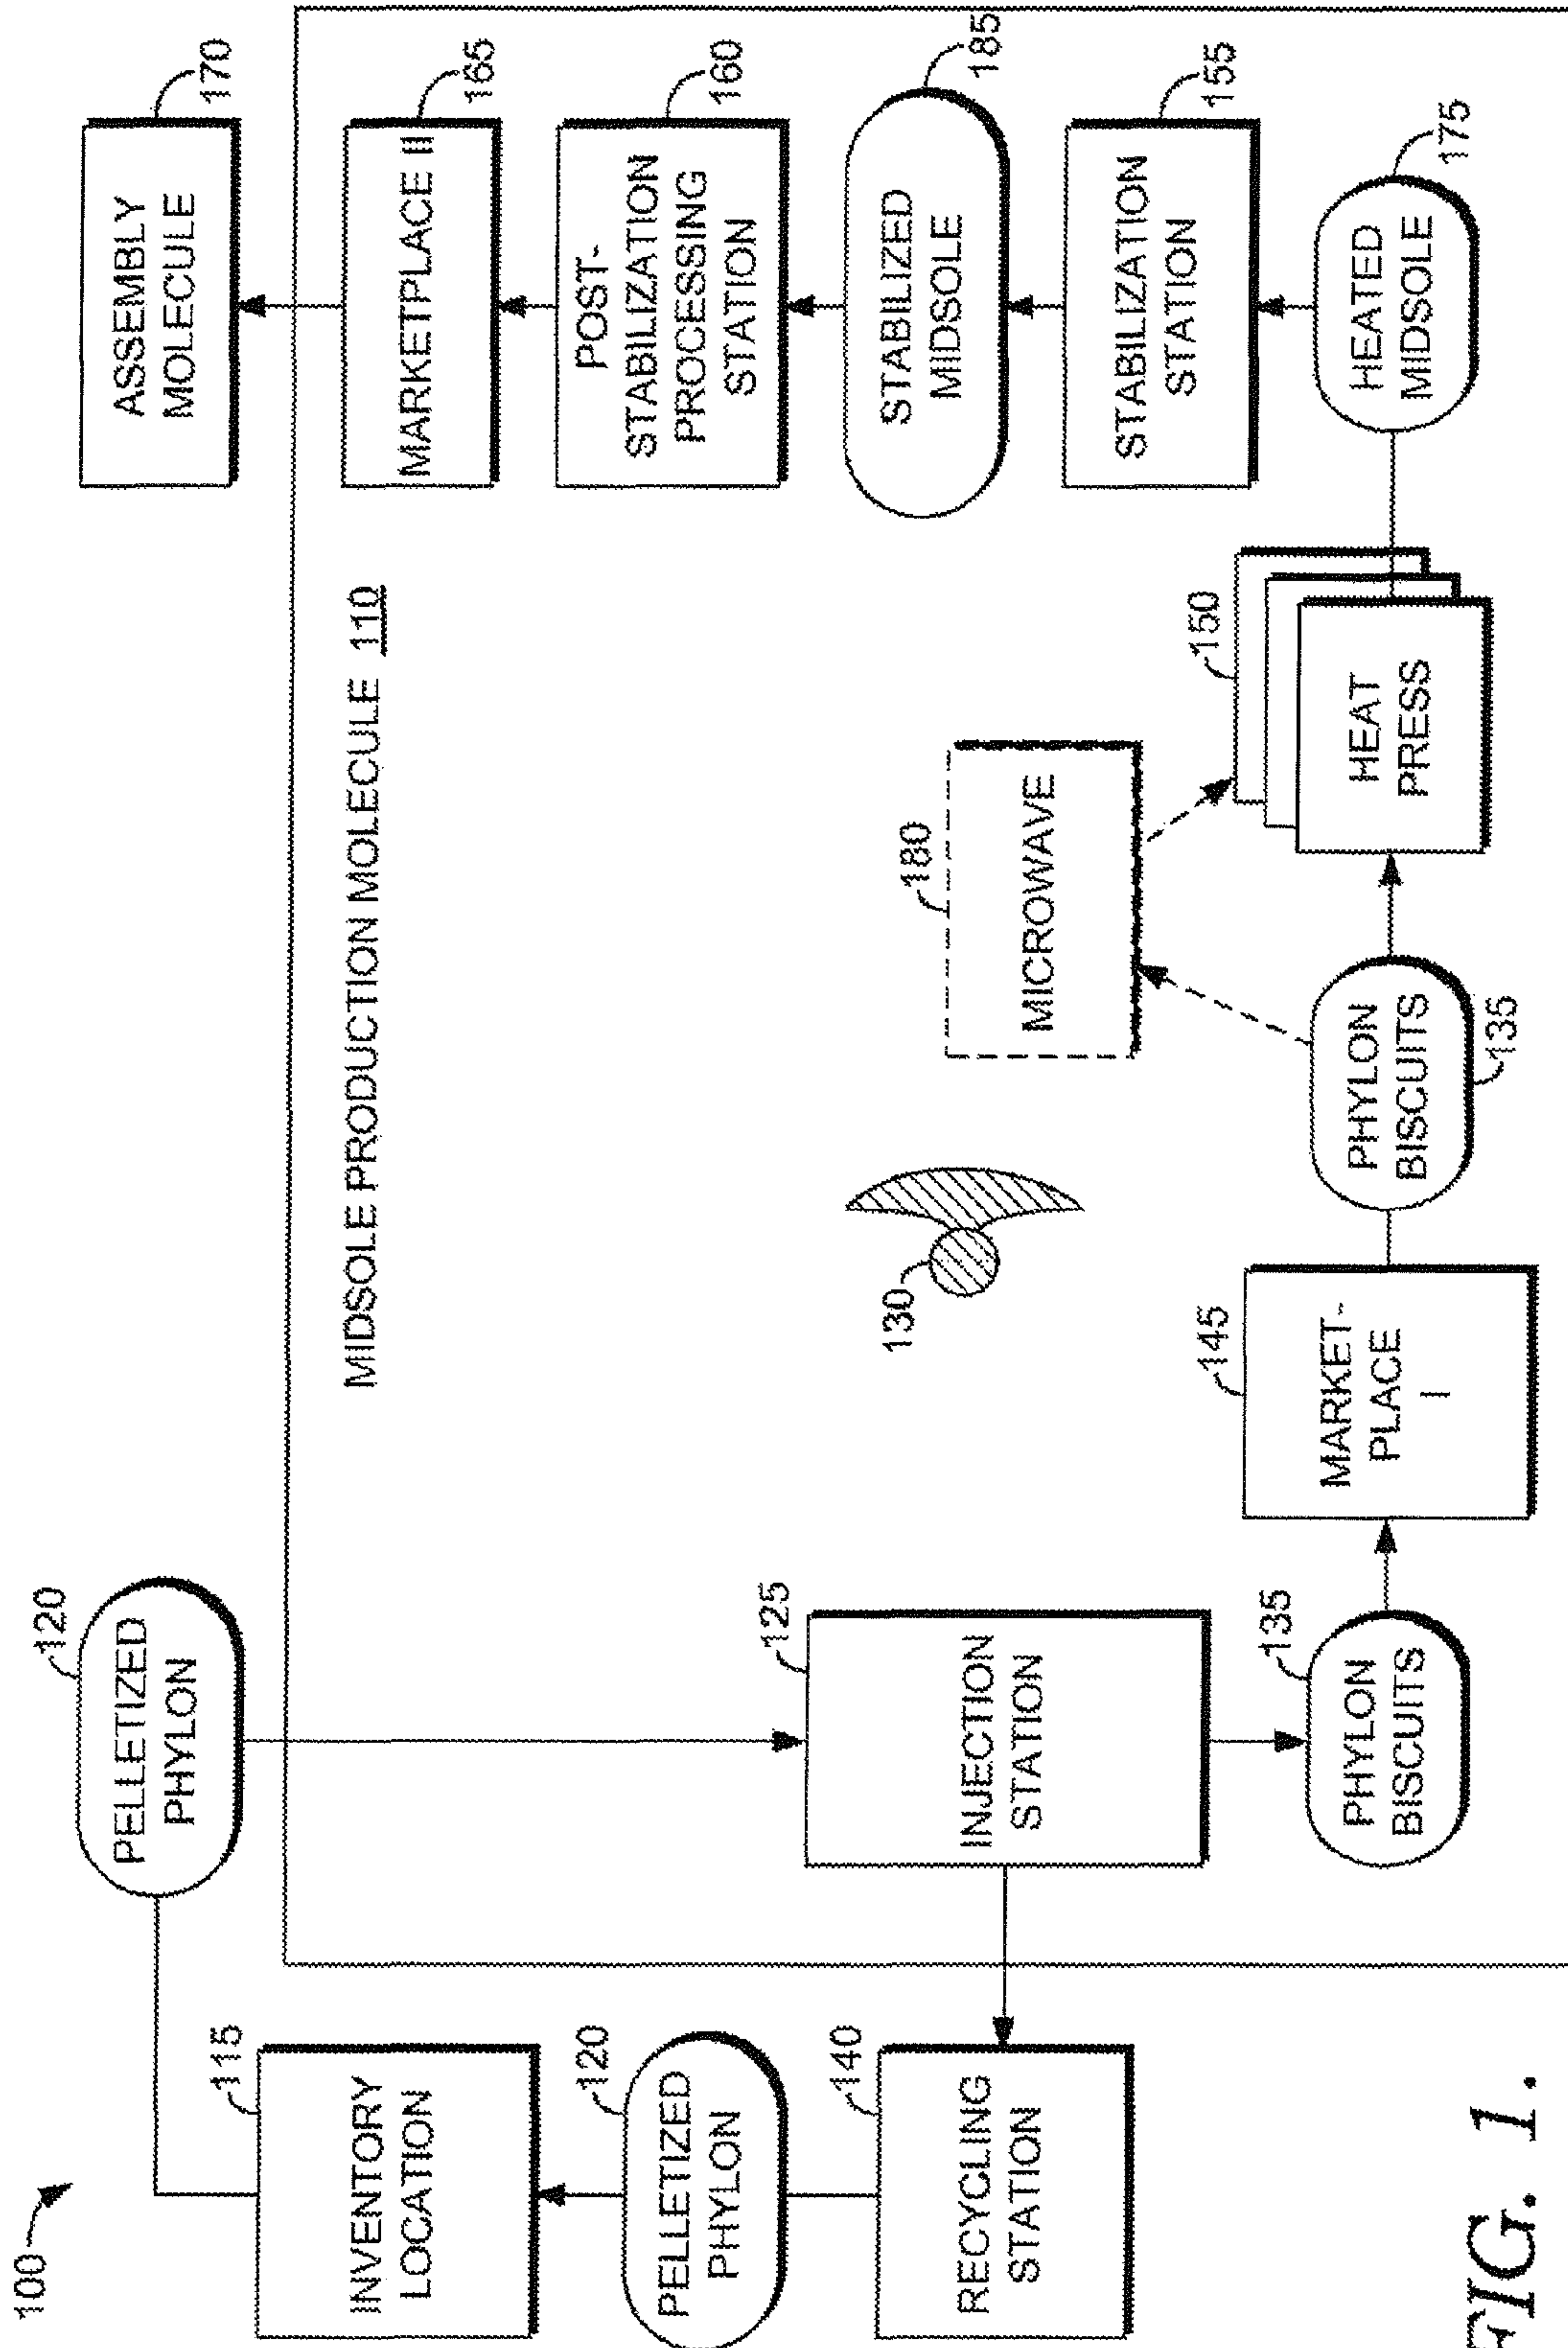 100
120
PELLETIZED
PHYLON
ASSEMBLY
MOLECULE
170
115
INVENTORY
LOCATION
MIDSOLE PRODUCTION MOLECULE 110
MARKETPLACE II
165
120
PELLETIZED
PHYLON
POST-
STABILIZATION
PROCESSING
STATION
160
125
INJECTION
STATION
130
180
MICROWAVE
STABILIZED
MIDSOLE
185
140
RECYCLING
STATION
STABILIZATION
STATION
155
135
PHYLON
BISCUITS
145
MARKET-
PLACE
I
PHYLON
BISCUITS
135
150
HEAT
PRESS
HEATED
MIDSOLE
175
FIG. 1.